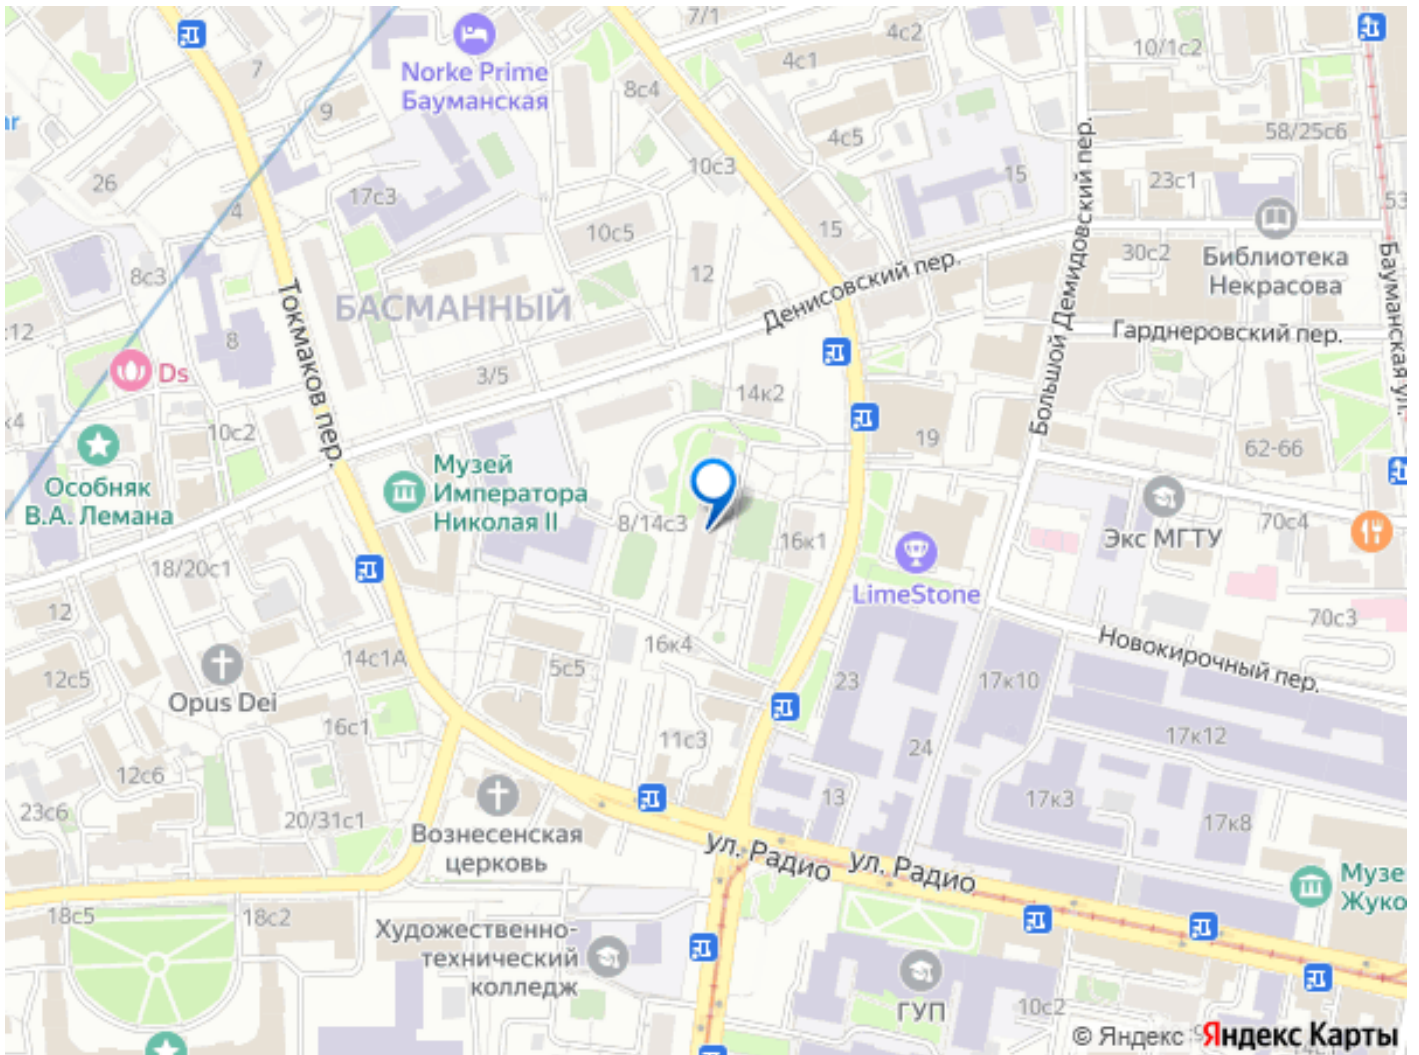 7/1
4с2
10/1с2
Norke Prime
Бауманская
7
4с1
8с4
9
4с5
58/25с6
26
17с3
10с3
15
23с1
53
4
10с5
15
Большой Демидовский пер.
30с2
Библиотека
Некрасова
8с3
12
Денисовский пер.
БАСМАННЫЙ
Токмаков пер.
Бауманская ул.
12
8
Гарднеровский пер.
Ds
3/5
14к2
10с2
19
62-66
Особняк
В.А. Лемана
Музей
Императора
Николая II
8/14с3
16к1
70с4
Экс МГТУ
18/20с1
LimeStone
12
70с3
16к4
Новокирочный пер.
14с1А
5с5
12с5
Opus Dei
23
17к10
16с1
11с3
24
17к12
12с6
13
17к3
23с6
20/31с1
17к8
Вознесенская
церковь
ул. Радио
ул. Радио
Музе
Жуко
18с5
18с2
Художественно-
технический
колледж
ГУП
10с2
© Яндекс
Яндекс Карты